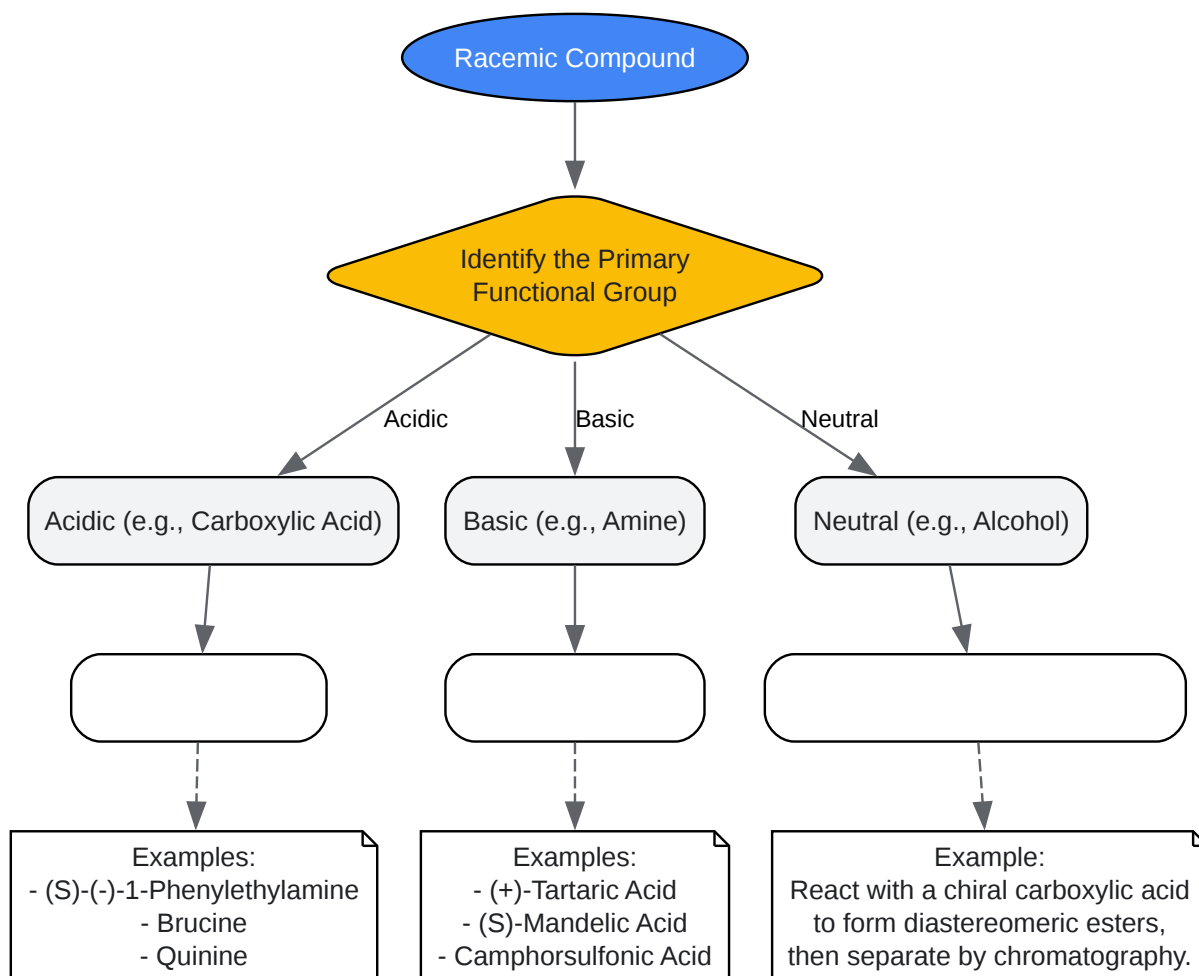 Racemic Compound
Identify the Primary
Functional Group
Acidic
Basic
Neutral
Acidic (e.g., Carboxylic Acid)
Basic (e.g., Amine)
Neutral (e.g., Alcohol)
Examples:
- (S)-(-)-1-Phenylethylamine
- Brucine
- Quinine
Examples:
- (+)-Tartaric Acid
- (S)-Mandelic Acid
- Camphorsulfonic Acid
Example:
React with a chiral carboxylic acid
to form diastereomeric esters,
then separate by chromatography.